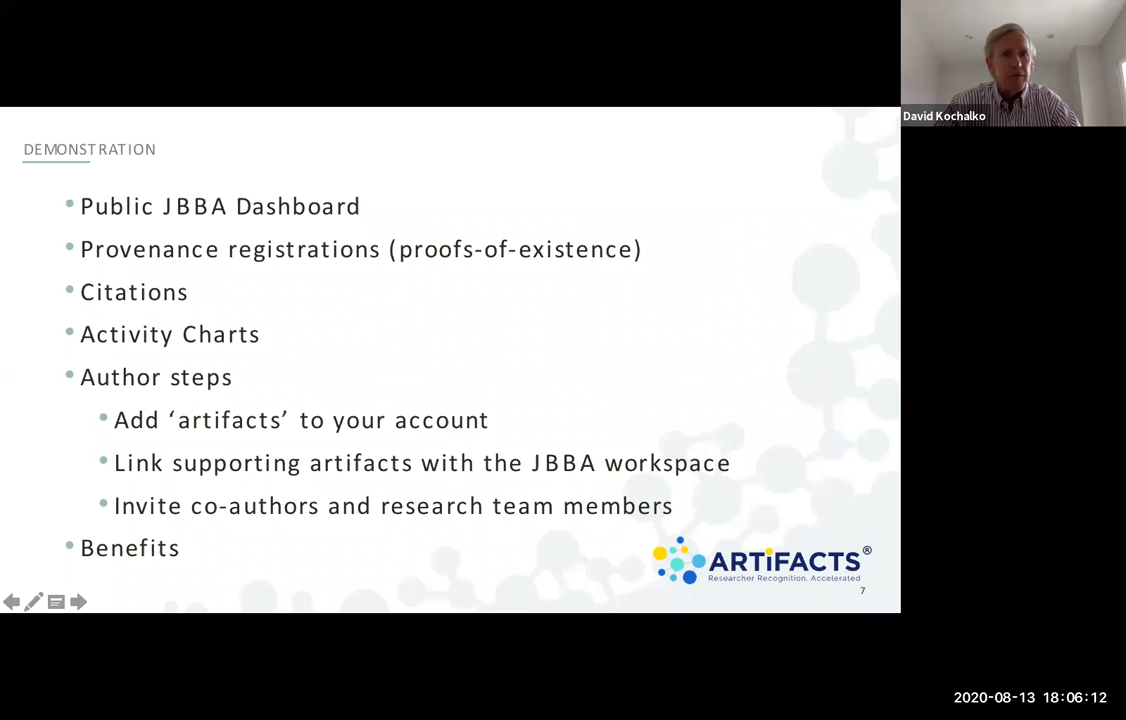 David Kochalko
DEMONSTRATION
• Public JBBA Dashboard
• Provenance registrations (proofs-of-existence)
• Citations
• Activity Charts
• Author steps
• Add ‘artifacts’ to your account
• Link supporting artifacts with the JBBA workspace
• Invite co-authors and research team members
• Benefits
ARTiFACTS®
Researcher Recognition, Accelerated
7
2020-08-13 18:06:12